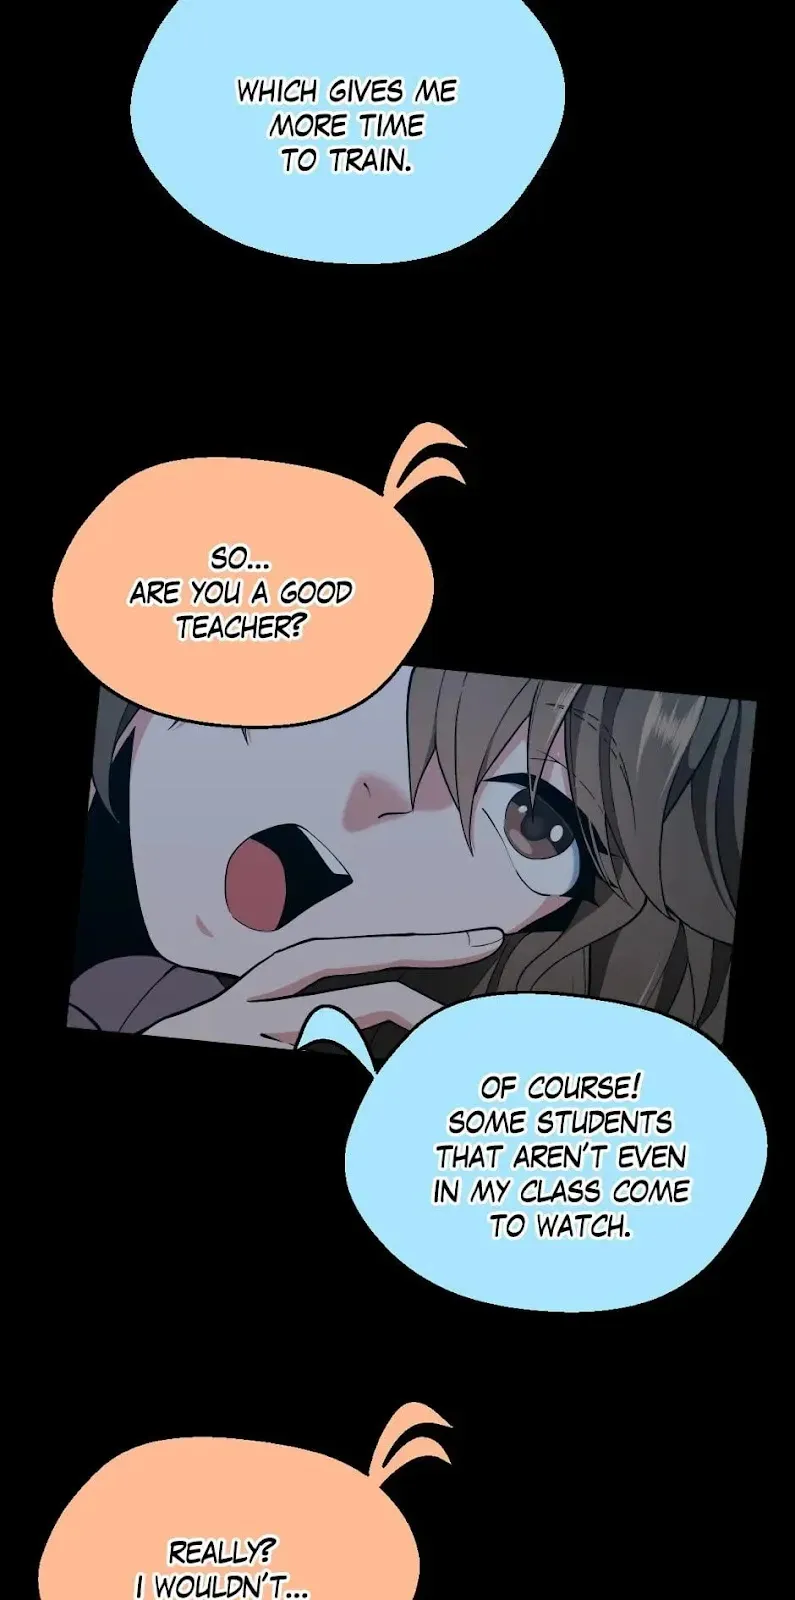 WHICH GIVES ME
MORE TIME
TO TRAIN.
SO...
ARE YOU A GOOD
TEACHER?
OF COURSE!
SOME STUDENTS
THAT AREN'T EVEN
IN MY CLASS COME
TO WATCH.
REALLY?
I WOULDN'T...